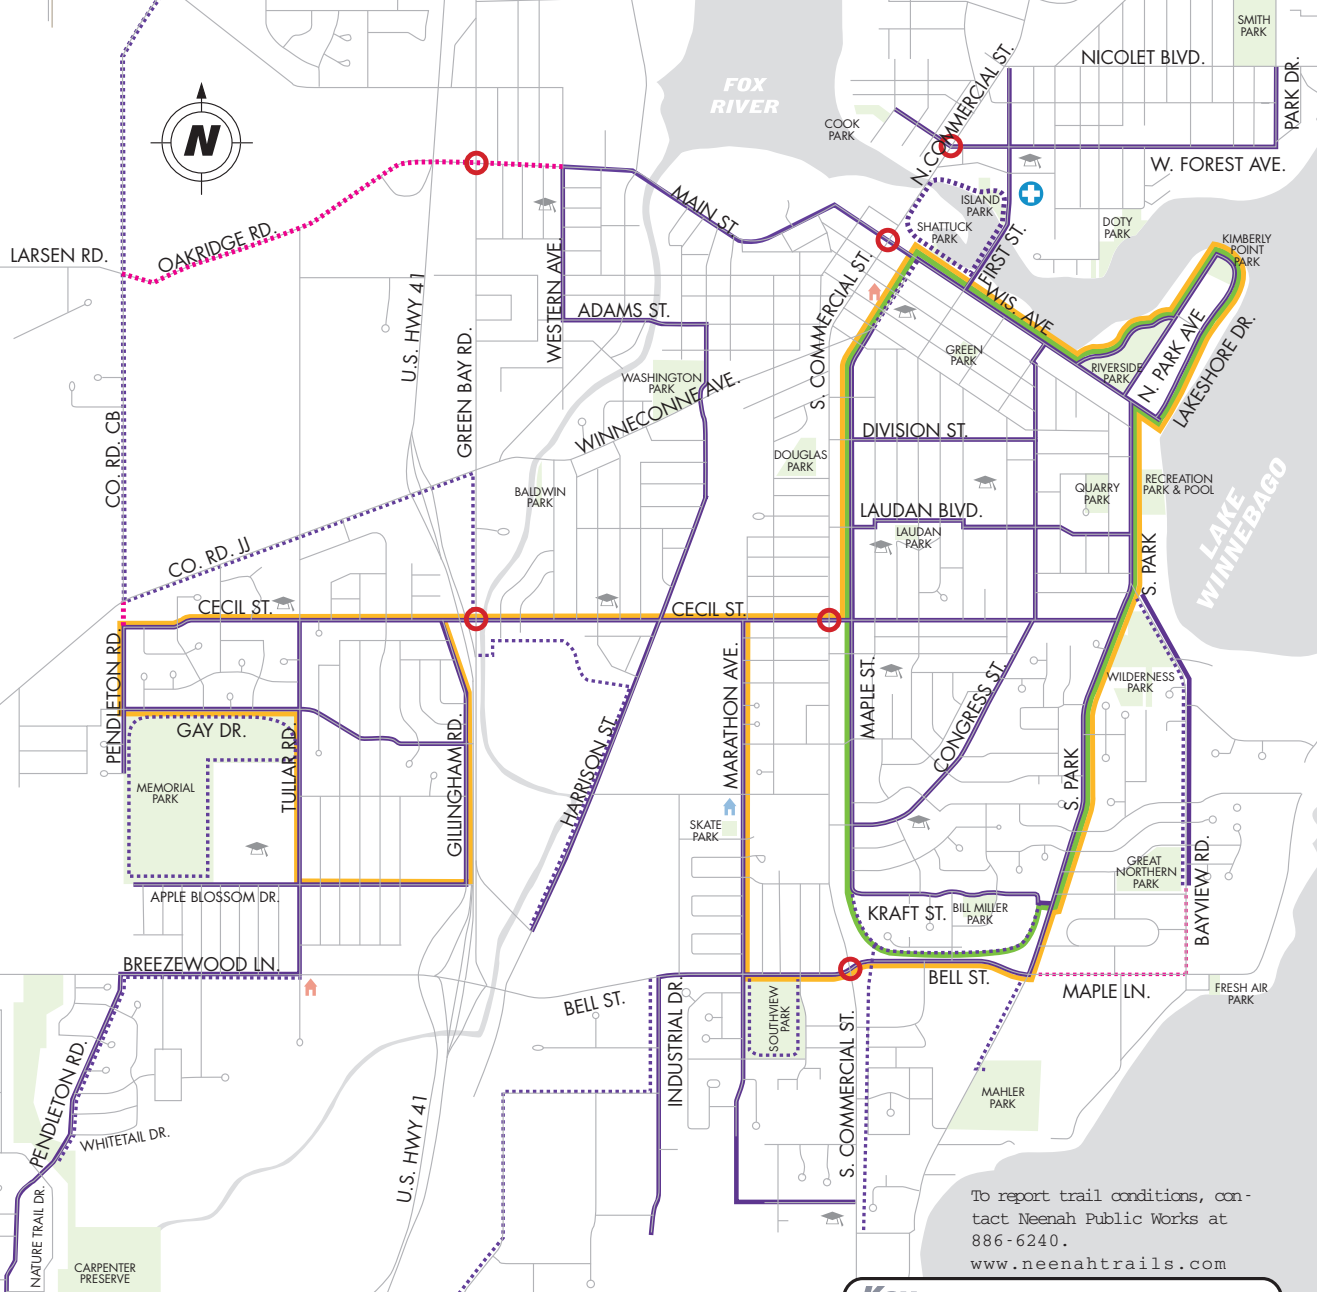 SMITH
PARK
NICOLET BLVD.
PARK DR.
FOX
RIVER
N COMMERCIAL ST.
COOK
PARK
N
W. FOREST AVE.
ISLAND
PARK
MAIN ST.
SHATTUCK
PARK
DOTY
PARK
KIMBERLY
POINT
PARK
LARSEN RD.
OAKRIDGE RD.
FIRST ST.
WIS. AVE
U.S. HWY 41
WESTERN AVE.
ADAMS ST.
S. COMMERCIAL ST.
GREEN BAY RD.
GREEN
PARK
RIVERSIDE
PARK
N. PARK AVE
LAKESHORE DR.
WASHINGTON
PARK
WINNECONNE AVE.
CO. RD. CB
DIVISION ST.
DOUGLAS
PARK
BALDWIN
PARK
QUARRY
PARK
RECREATION
PARK & POOL
LAKE
WINNEBAGO
LAUDAN BLVD.
LAUDAN
PARK
CO. RD. JJ
S. PARK
CECIL ST.
CECIL ST.
PENDLETON RD.
MARATHON AVE.
MAPLE ST.
CONGRESS ST.
WILDERNESS
PARK
GAY DR.
TULLAR RD.
GILLINGHAM RD.
HARRISON ST.
S. PARK
MEMORIAL
PARK
SKATE
PARK
GREAT
NORTHERN
PARK
BAYVIEW RD.
APPLE BLOSSOM DR.
KRAFT ST.
BILL MILLER
PARK
BREEZEWOOD LN.
BELL ST.
BELL ST.
MAPLE LN.
FRESH AIR
PARK
INDUSTRIAL DR.
SOUTHVIEW
PARK
S. COMMERCIAL ST.
PENDLETON RD.
WHITETAIL DR.
U.S. HWY 41
MAHLER
PARK
NATURE TRAIL DR.
CARPENTER
PRESERVE
To report trail conditions, con-
tact Neenah Public Works at
886-6240.
www.neenahtrails.com